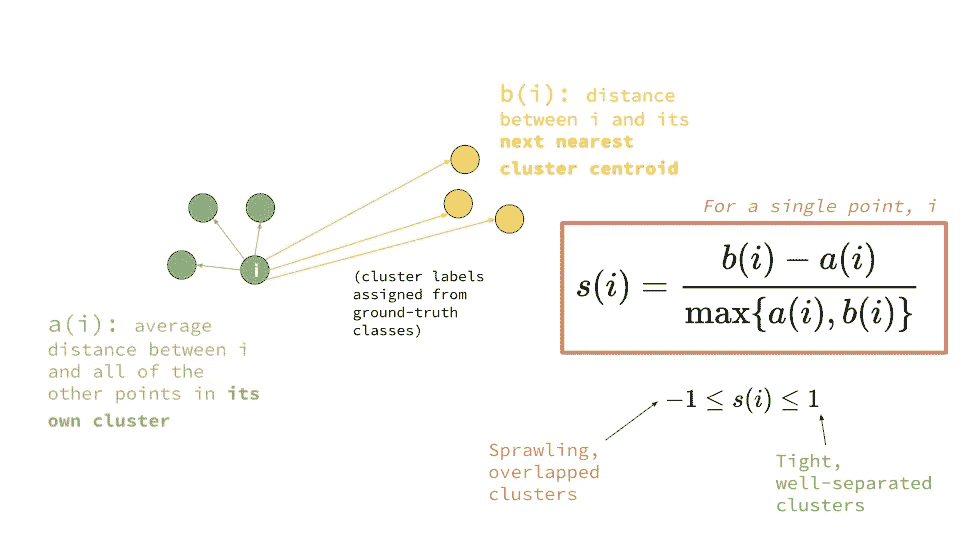 b(i): distance
between i and its
next nearest
cluster centroid
For a single point, i
i
(cluster labels
assigned from
ground-truth
classes)
s(i) = \frac{b(i) - a(i)}{\max\{a(i), b(i)\}}
a(i): average
distance between i
and all of the
other points in its
own cluster
−1 ≤ s(i) ≤ 1
Sprawling,
overlapped
clusters
Tight,
well-separated
clusters